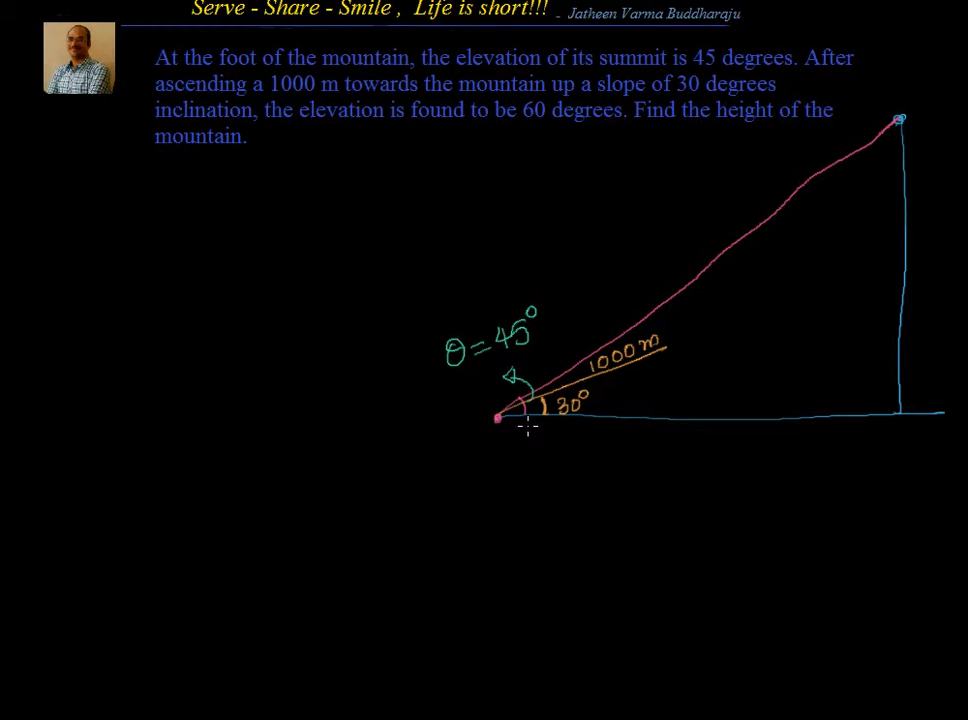 Serve - Share - Smile , Life is short!!! - Jatheen Varma Buddharaju
At the foot of the mountain, the elevation of its summit is 45 degrees. After
ascending a 1000 m towards the mountain up a slope of 30 degrees
inclination, the elevation is found to be 60 degrees. Find the height of the
mountain.
θ = 45°
1000 m
30°